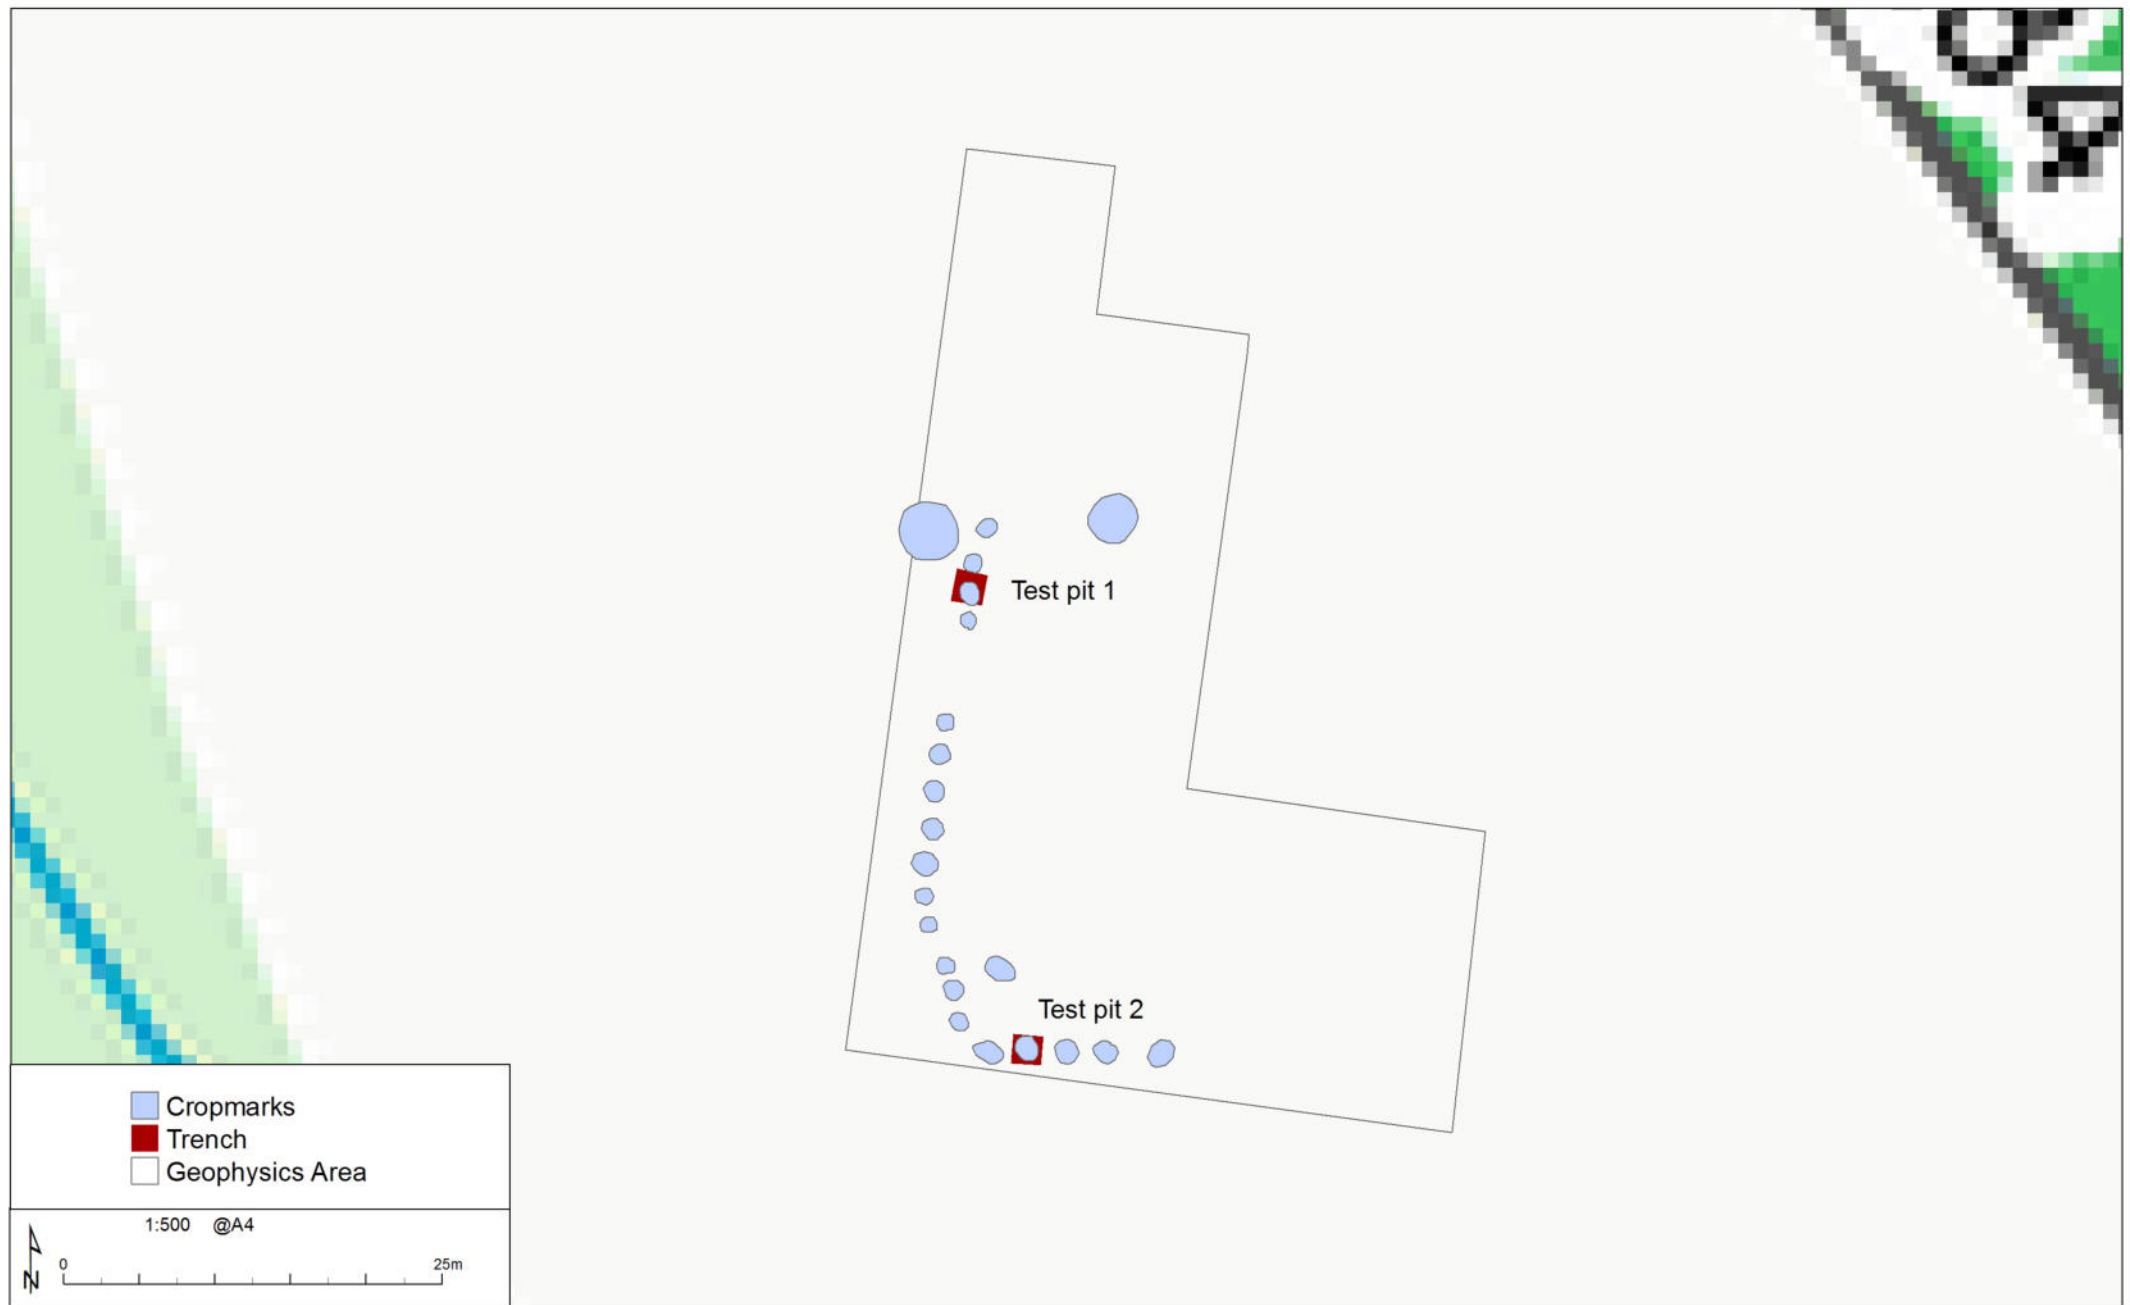 Test pit 1
Test pit 2
Cropmarks
Trench
Geophysics Area
1:500 @A4
0 25m
N